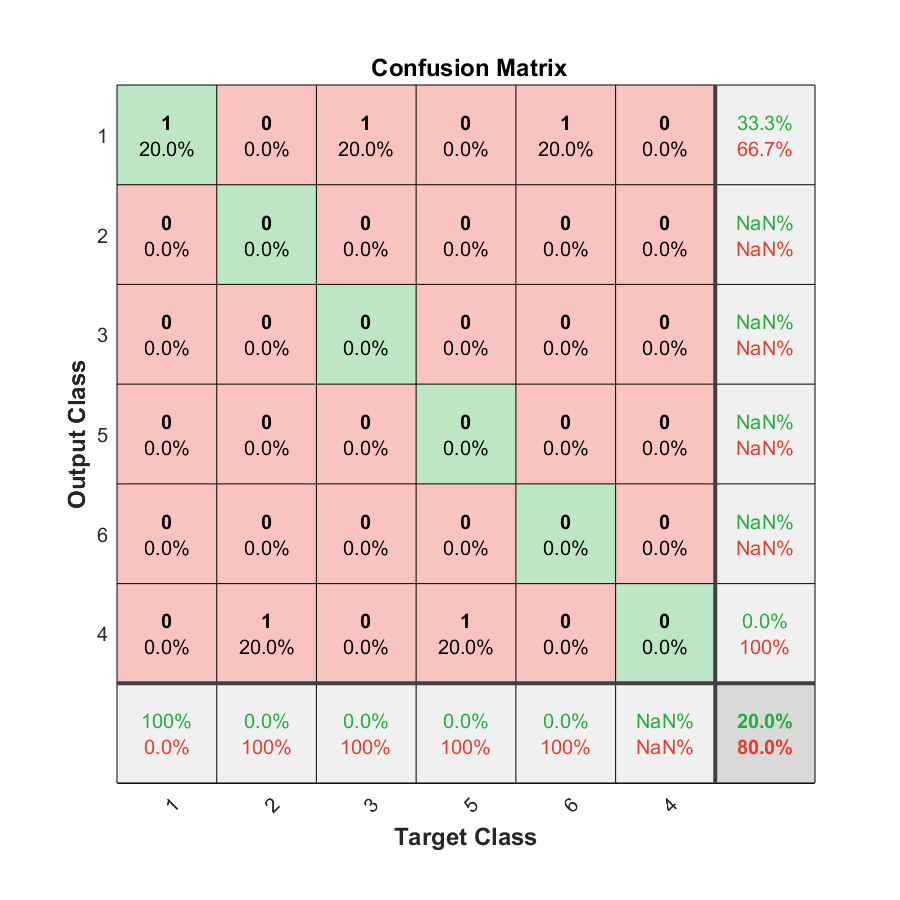 Confusion Matrix
1 0 1 0 1 0 33.3%
1
20.0% 0.0% 20.0% 0.0% 20.0% 0.0% 66.7%
0 0 0 0 0 0 NaN%
2
0.0% 0.0% 0.0% 0.0% 0.0% 0.0% NaN%
0 0 0 0 0 0 NaN%
3
0.0% 0.0% 0.0% 0.0% 0.0% 0.0% NaN%
Output Class
0 0 0 0 0 0 NaN%
5
0.0% 0.0% 0.0% 0.0% 0.0% 0.0% NaN%
0 0 0 0 0 0 NaN%
6
0.0% 0.0% 0.0% 0.0% 0.0% 0.0% NaN%
0 1 0 1 0 0 0.0%
4
0.0% 20.0% 0.0% 20.0% 0.0% 0.0% 100%
100% 0.0% 0.0% 0.0% 0.0% NaN% 20.0%
0.0% 100% 100% 100% 100% NaN% 80.0%
1 2 3 5 6 4
Target Class